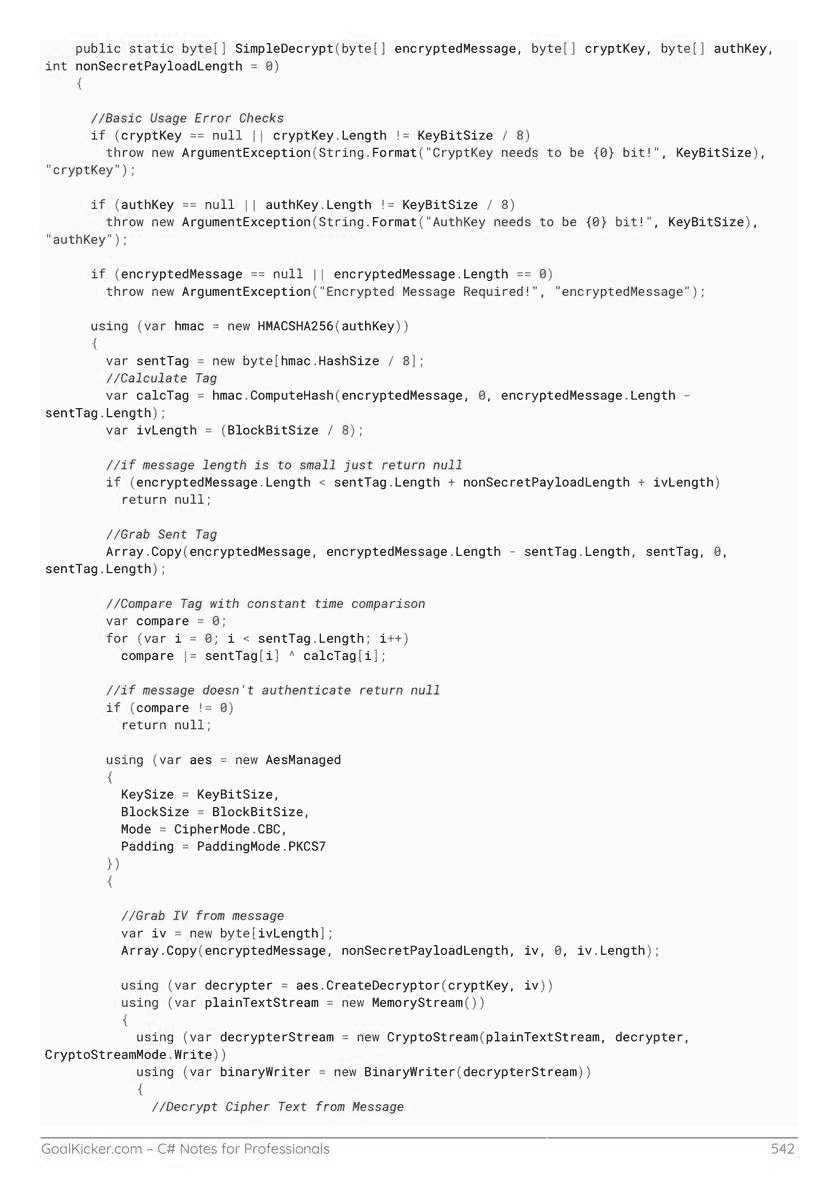 public static byte[] SimpleDecrypt(byte[] encryptedMessage, byte[] cryptKey, byte[] authKey,
int nonSecretPayloadLength = 0)
{
//Basic Usage Error Checks
if (cryptKey == null || cryptKey.Length != KeyBitSize / 8)
throw new ArgumentException(String.Format("CryptKey needs to be {0} bit!", KeyBitSize),
"cryptKey");
if (authKey == null || authKey.Length != KeyBitSize / 8)
throw new ArgumentException(String.Format("AuthKey needs to be {0} bit!", KeyBitSize),
"authKey");
if (encryptedMessage == null || encryptedMessage.Length == 0)
throw new ArgumentException("Encrypted Message Required!", "encryptedMessage");
using (var hmac = new HMACSHA256(authKey))
{
var sentTag = new byte[hmac.HashSize / 8];
//Calculate Tag
var calcTag = hmac.ComputeHash(encryptedMessage, 0, encryptedMessage.Length -
sentTag.Length);
var ivLength = (BlockBitSize / 8);
//if message length is to small just return null
if (encryptedMessage.Length < sentTag.Length + nonSecretPayloadLength + ivLength)
return null;
//Grab Sent Tag
Array.Copy(encryptedMessage, encryptedMessage.Length - sentTag.Length, sentTag, 0,
sentTag.Length);
//Compare Tag with constant time comparison
var compare = 0;
for (var i = 0; i < sentTag.Length; i++)
compare |= sentTag[i] ^ calcTag[i];
//if message doesn't authenticate return null
if (compare != 0)
return null;
using (var aes = new AesManaged
{
KeySize = KeyBitSize,
BlockSize = BlockBitSize,
Mode = CipherMode.CBC,
Padding = PaddingMode.PKCS7
})
{
//Grab IV from message
var iv = new byte[ivLength];
Array.Copy(encryptedMessage, nonSecretPayloadLength, iv, 0, iv.Length);
using (var decrypter = aes.CreateDecryptor(cryptKey, iv))
using (var plainTextStream = new MemoryStream())
{
using (var decrypterStream = new CryptoStream(plainTextStream, decrypter,
CryptoStreamMode.Write))
using (var binaryWriter = new BinaryWriter(decrypterStream))
{
//Decrypt Cipher Text from Message
GoalKicker.com – C# Notes for Professionals 542